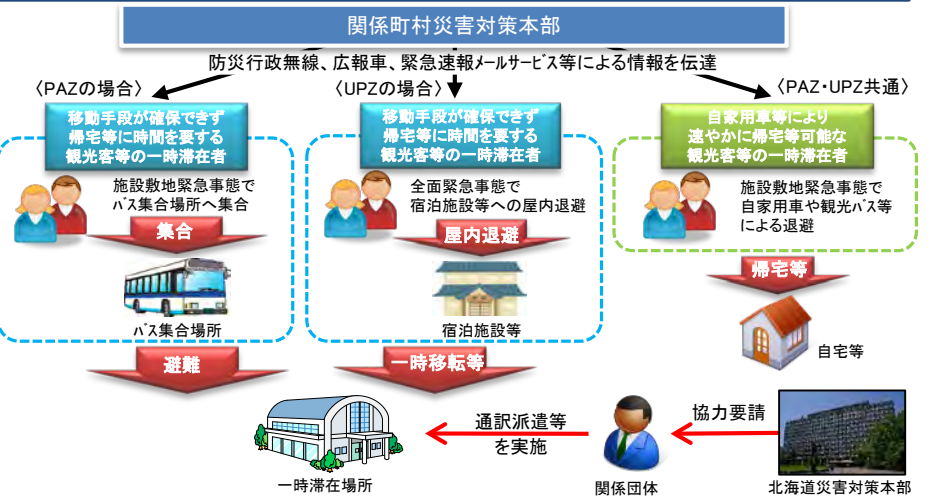 関係町村災害対策本部
防災行政無線、広報車、緊急速報メールサービス等による情報を伝達
〈PAZの場合〉
〈UPZの場合〉
〈PAZ・UPZ共通〉
移動手段が確保できず
帰宅等に時間を要する
観光客等の一時滞在者
施設敷地緊急事態で
バス集合場所へ集合
集合
バス集合場所
避難
移動手段が確保できず
帰宅等に時間を要する
観光客等の一時滞在者
全面緊急事態で
宿泊施設等への屋内退避
屋内退避
宿泊施設等
一時移転等
自家用車等により
速やかに帰宅等可能な
観光客等の一時滞在者
施設敷地緊急事態で
自家用車や観光バス等
による退避
帰宅等
自宅等
一時滞在場所
通訳派遣等
を実施
関係団体
協力要請
北海道災害対策本部